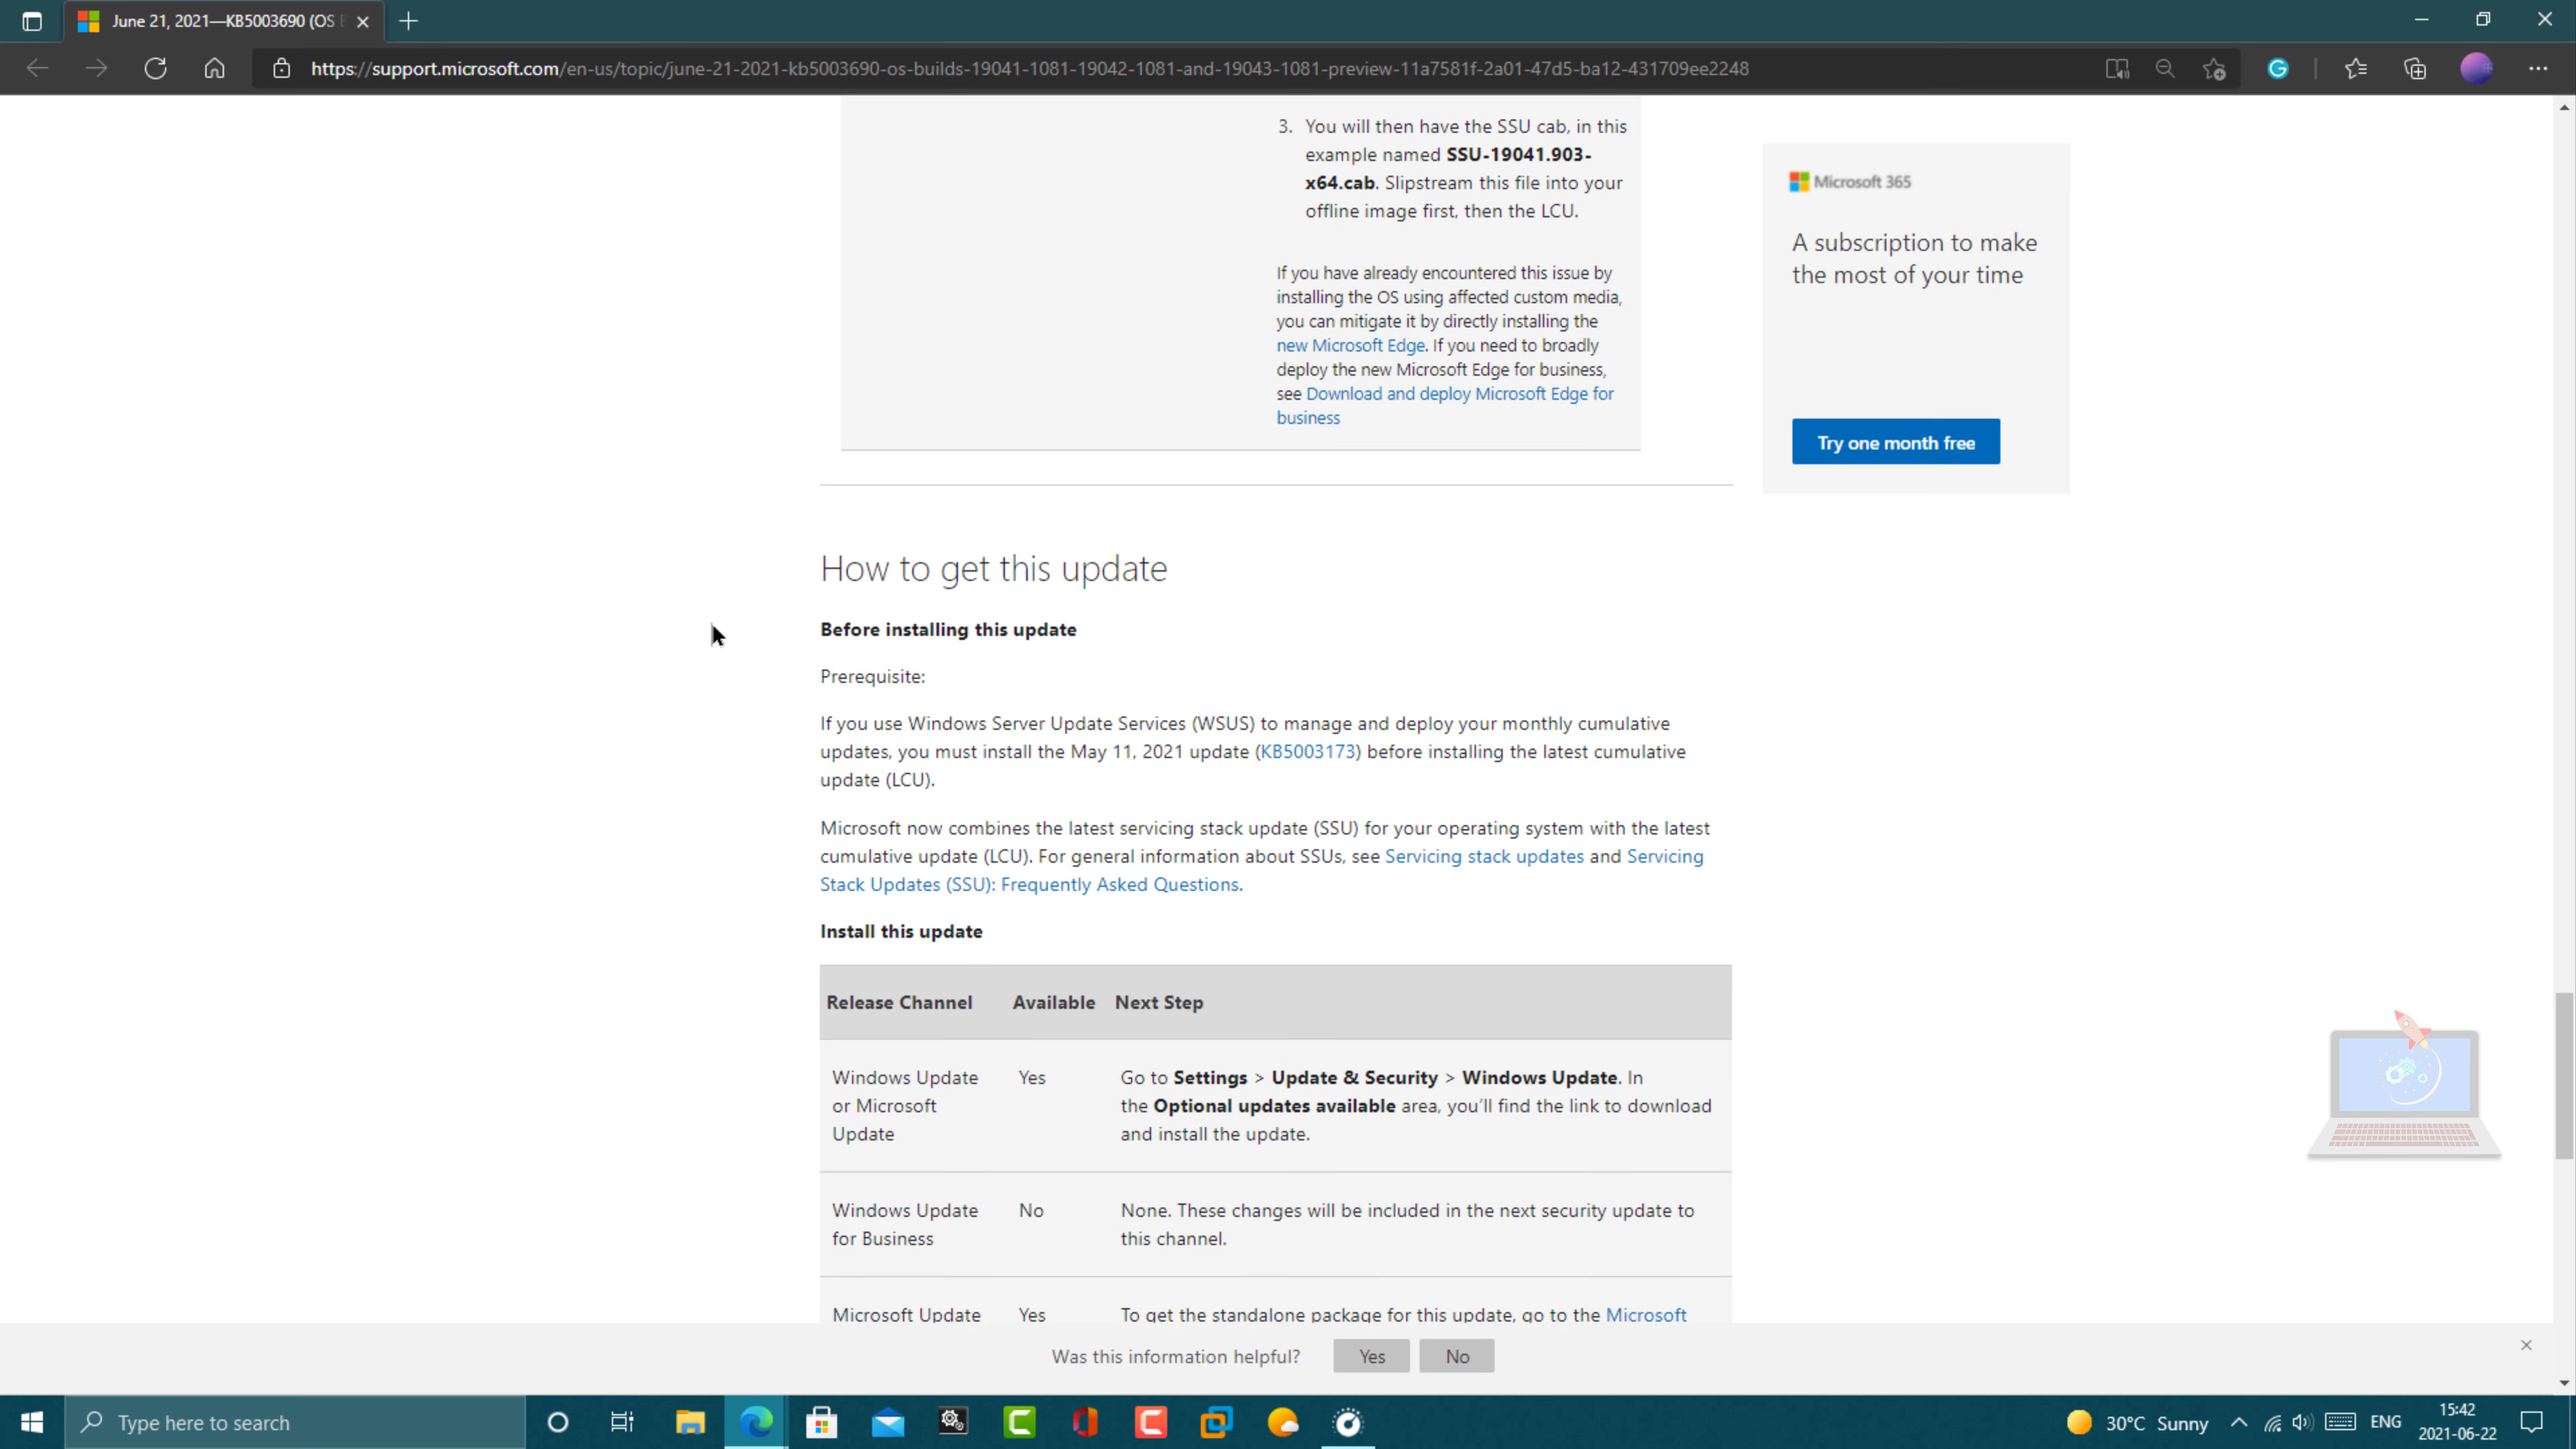 June 21, 2021—KB5003690 (OS
https://support.microsoft.com/en-us/topic/june-21-2021-kb5003690-os-builds-19041-1081-19042-1081-and-19043-1081-preview-11a7581f-2a01-47d5-ba12-431709ee2248
3. You will then have the SSU cab, in this
example named SSU-19041.903-
x64.cab. Slipstream this file into your
offline image first, then the LCU.
If you have already encountered this issue by
installing the OS using affected custom media,
you can mitigate it by directly installing the
new Microsoft Edge. If you need to broadly
deploy the new Microsoft Edge for business,
see Download and deploy Microsoft Edge for
business
Microsoft 365
A subscription to make
the most of your time
Try one month free
How to get this update
Before installing this update
Prerequisite:
If you use Windows Server Update Services (WSUS) to manage and deploy your monthly cumulative
updates, you must install the May 11, 2021 update (KB5003173) before installing the latest cumulative
update (LCU).
Microsoft now combines the latest servicing stack update (SSU) for your operating system with the latest
cumulative update (LCU). For general information about SSUs, see Servicing stack updates and Servicing
Stack Updates (SSU): Frequently Asked Questions.
Install this update
Release Channel Available Next Step
Windows Update Yes Go to Settings > Update & Security > Windows Update. In
or Microsoft the Optional updates available area, you'll find the link to download
Update and install the update.
Windows Update No None. These changes will be included in the next security update to
for Business this channel.
Microsoft Update Yes To get the standalone package for this update, go to the Microsoft
Was this information helpful? Yes No
Type here to search
30°C Sunny
ENG
15:42
2021-06-22